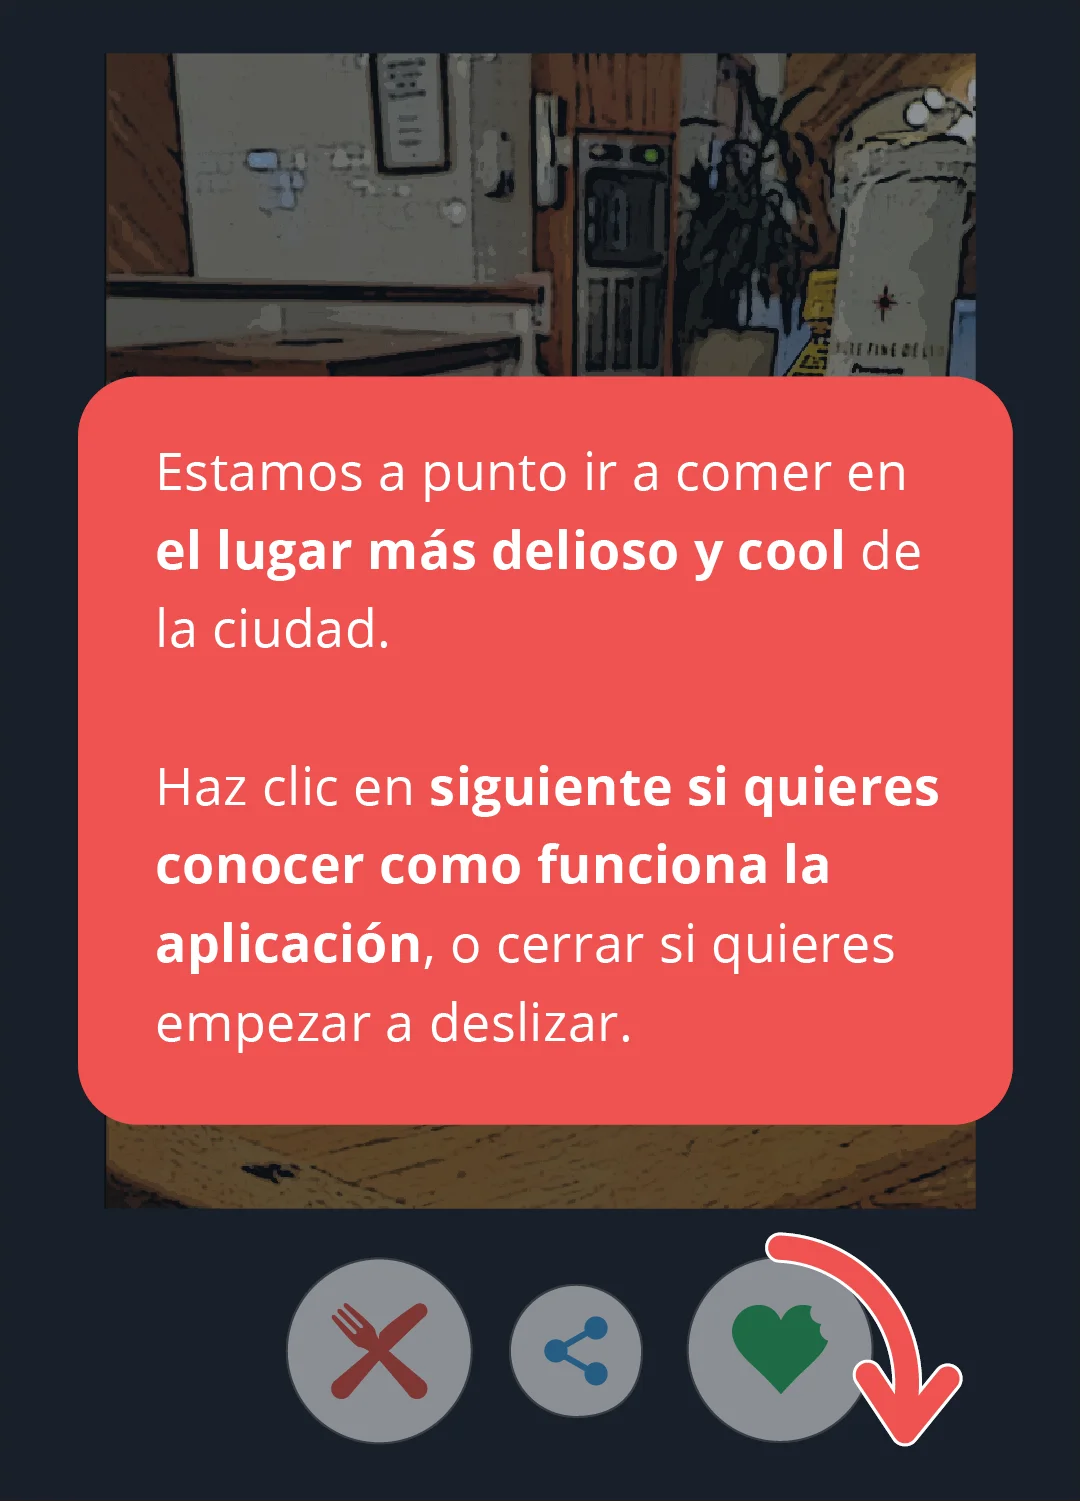 Estamos a punto ir a comer en
el lugar más delioso y cool de
la ciudad.
Haz clic en siguiente si quieres
conocer como funciona la
aplicación, o cerrar si quieres
empezar a deslizar.